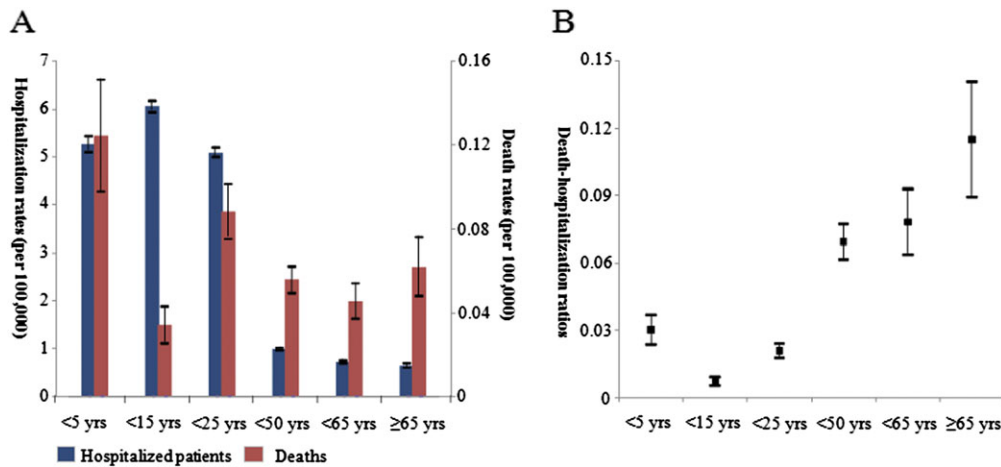 A
Hospitalization rates (per 100,000)
7
6
5
4
3
2
1
0
0.16
0.12
0.08
0.04
0
Death rates (per 100,000)
<5 yrs <15 yrs <25 yrs <50 yrs <65 yrs ≥65 yrs
Hospitalized patients Deaths
B
Death-hospitalization ratios
0.15
0.12
0.09
0.06
0.03
0
<5 yrs <15 yrs <25 yrs <50 yrs <65 yrs ≥65 yrs